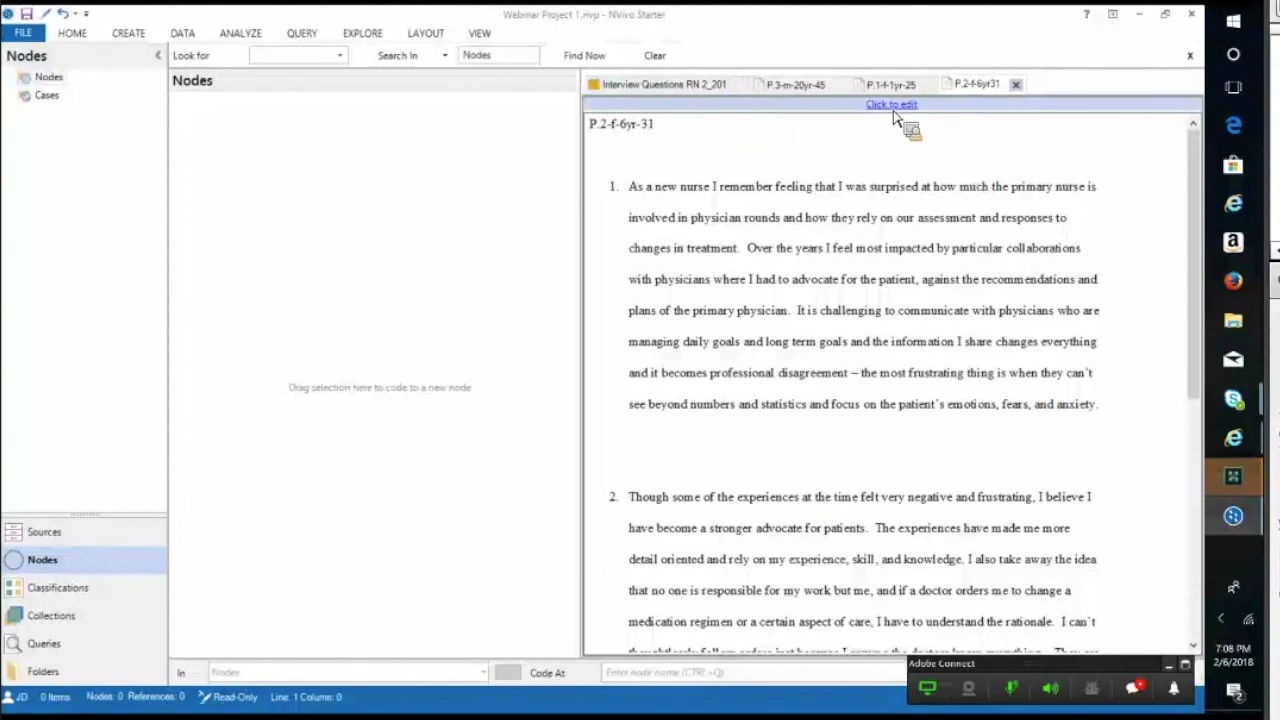 Webinar Project 1.nvp - NVivo Starter
FILE HOME CREATE DATA ANALYZE QUERY EXPLORE LAYOUT VIEW
Nodes
Look for Search In Nodes Find Now Clear
Nodes
Cases
Nodes
Drag selection here to code to a new node
Interview Questions RN 2_201 P.3-m-20yr-45 P.1-f-1yr-25 P.2-f-6yr31
Click to edit
P.2-f-6yr-31
1. As a new nurse I remember feeling that I was surprised at how much the primary nurse is
involved in physician rounds and how they rely on our assessment and responses to
changes in treatment. Over the years I feel most impacted by particular collaborations
with physicians where I had to advocate for the patient, against the recommendations and
plans of the primary physician. It is challenging to communicate with physicians who are
managing daily goals and long term goals and the information I share changes everything
and it becomes professional disagreement – the most frustrating thing is when they can't
see beyond numbers and statistics and focus on the patient's emotions, fears, and anxiety.
2. Though some of the experiences at the time felt very negative and frustrating, I believe I
have become a stronger advocate for patients. The experiences have made me more
detail oriented and rely on my experience, skill, and knowledge. I also take away the idea
that no one is responsible for my work but me, and if a doctor orders me to change a
medication regimen or a certain aspect of care, I have to understand the rationale. I can't
Sources
Nodes
Classifications
Collections
Queries
Folders
In Nodes Code At Enter node name (CTRL+Q)
JD 0 Items Nodes: 0 References: 0 Read-Only Line: 1 Column: 0
Adobe Connect
7:08 PM
2/6/2018
2